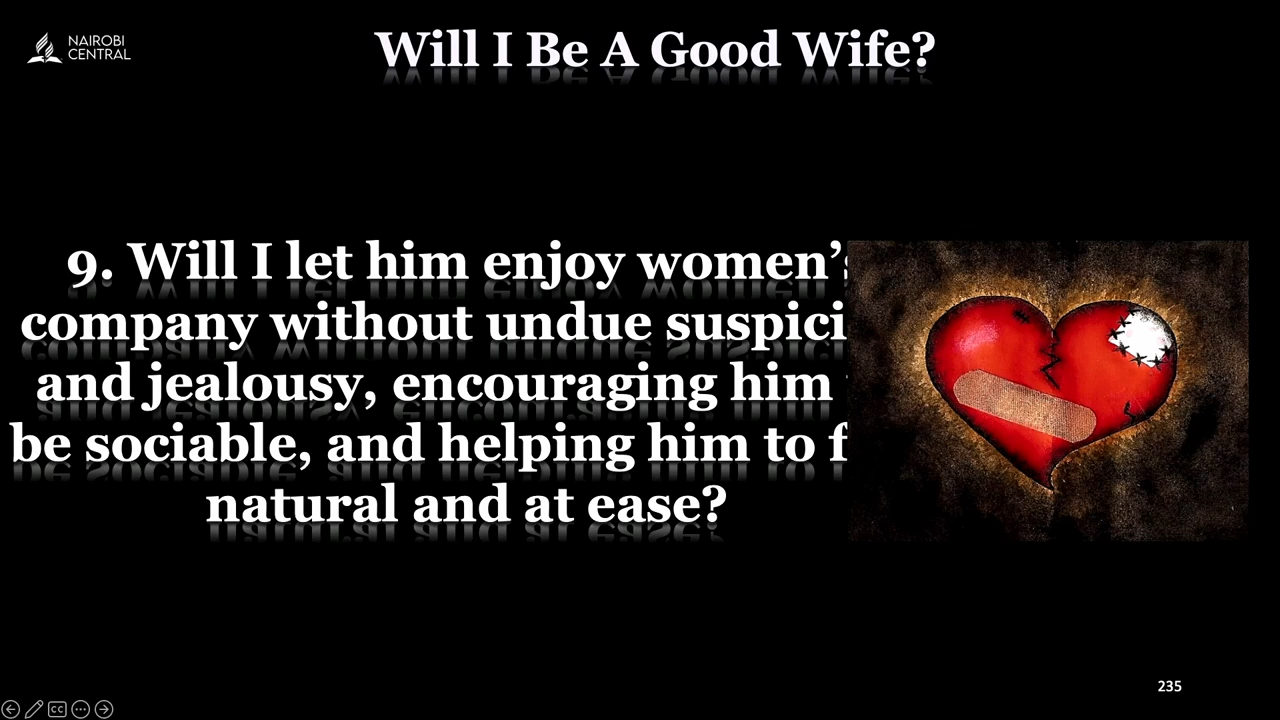 NAIROBI
CENTRAL
Will I Be A Good Wife?
9. Will I let him enjoy women's
company without undue suspici
and jealousy, encouraging him
be sociable, and helping him to f
natural and at ease?
235
CC